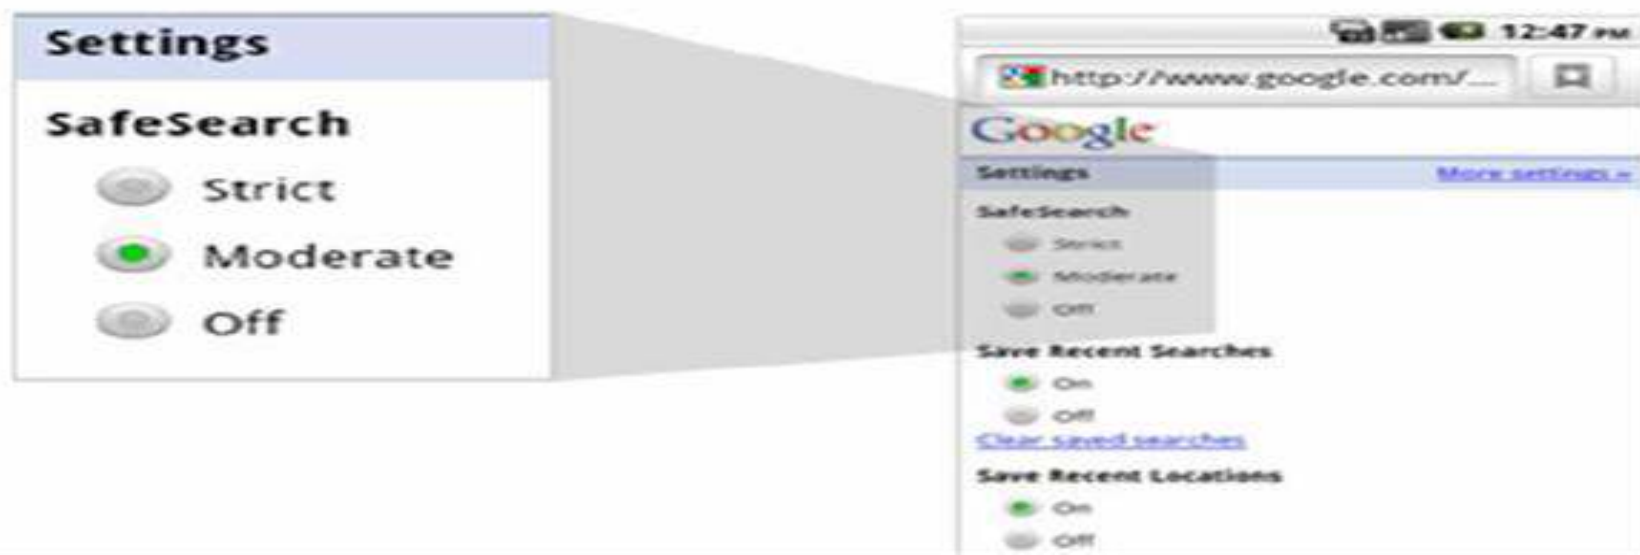 Settings
SafeSearch
Strict
Moderate
Off
12:47 PM
http://www.google.com/...
Google
Settings More settings »
SafeSearch
Strict
Moderate
Off
Save Recent Searches
On
Off
Clear saved searches
Save Recent Locations
On
Off